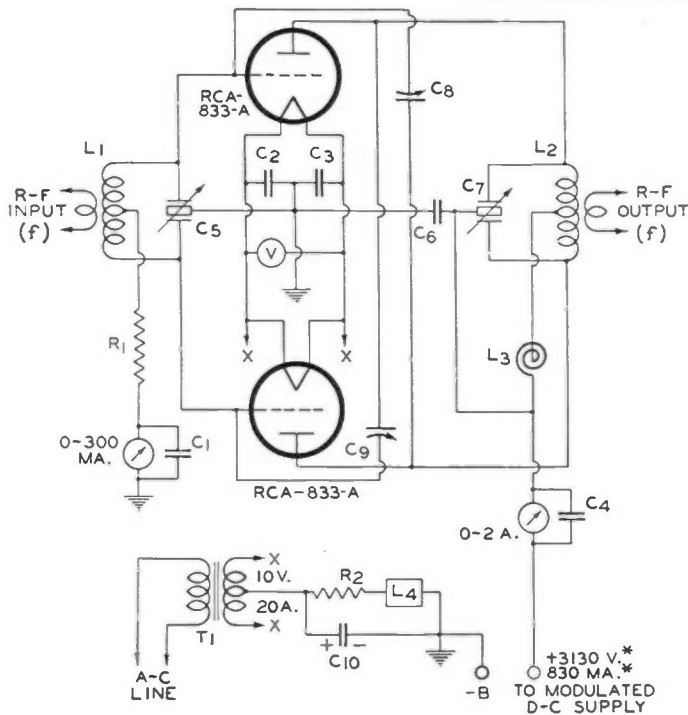 RCA-
833-A
C8
L1
C2
C3
L2
R-F
INPUT
(f)
C7
R-F
OUTPUT
(f)
C5
C6
V
R1
X
X
L3
0-300
MA.
C1
C9
RCA-833-A
C4
0-2 A.
X
10 V.
R2
L4
20 A.
X
T1
+ -
C10
A-C
LINE
-B
+3130 V.*
830 MA.*
TO MODULATED
D-C SUPPLY